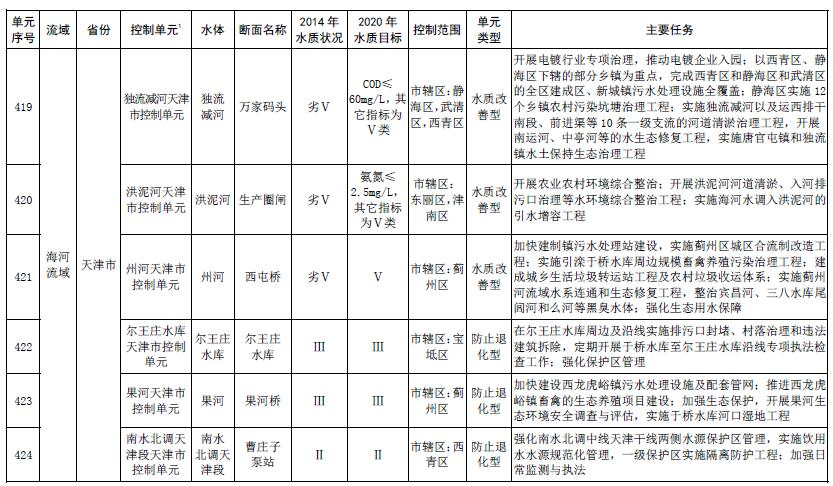 单元序号 流域 省份 控制单元1 水体 断面名称 2014 年水质状况 2020 年水质目标 控制范围 单元类型 主要任务
海河流域 天津市
419 独流减河天津市控制单元 独流减河 万家码头 劣Ⅴ COD≤60mg/L，其它指标为Ⅴ类 市辖区：静海区，武清区，西青区 水质改善型
开展电镀行业专项治理，推动电镀企业入园；以西青区、静
海区下辖的部分乡镇为重点，完成西青区和静海区和武清区
的全区建成区、新城镇污水处理设施全覆盖；静海区实施 12
个乡镇农村污染坑塘治理工程；实施独流减河以及运西排干
南段、前进渠等 10 条一级支流的河道清淤治理工程，开展
南运河、中亭河等的水生态修复工程，实施唐官屯镇和独流
镇水土保持生态治理工程
420 洪泥河天津市控制单元 洪泥河 生产圈闸 劣Ⅴ 氨氮≤2.5mg/L，其它指标为Ⅴ类 市辖区：东丽区，津南区 水质改善型
开展农业农村环境综合整治；开展洪泥河河道清淤、入河排
污口治理等水环境综合整治工程；实施海河水调入洪泥河的
引水增容工程
421 州河天津市控制单元 州河 西屯桥 劣Ⅴ Ⅴ 市辖区：蓟州区 水质改善型
加快建制镇污水处理站建设，实施蓟州区城区合流制改造工
程；实施引滦于桥水库周边规模畜禽养殖污染治理工程；建
成城乡生活垃圾转运站工程及农村垃圾收运体系；实施蓟州
河流域水系连通和生态修复工程，整治宾昌河、三八水库尾
闾河和么河等黑臭水体；强化生态用水保障
422 尔王庄水库天津市控制单元 尔王庄水库 尔王庄水库 Ⅲ Ⅲ 市辖区：宝坻区 防止退化型
在尔王庄水库周边及沿线实施排污口封堵、村落治理和违法
建筑拆除，定期开展于桥水库至尔王庄水库沿线专项执法检
查工作；强化保护区管理
423 果河天津市控制单元 果河 果河桥 Ⅲ Ⅲ 市辖区：蓟州区 防止退化型
加快建设西龙虎峪镇污水处理设施及配套管网；推进西龙虎
峪镇畜禽的生态养殖项目建设；加强生态保护，开展果河生
态环境安全调查与评估，实施于桥水库河口湿地工程
424 南水北调天津段天津市控制单元 南水北调天津段 曹庄子泵站 Ⅱ Ⅱ 市辖区：西青区 防止退化型
强化南水北调中线天津干线两侧水源保护区管理，实施饮用
水水源规范化管理，一级保护区实施隔离防护工程；加强日
常监测与执法